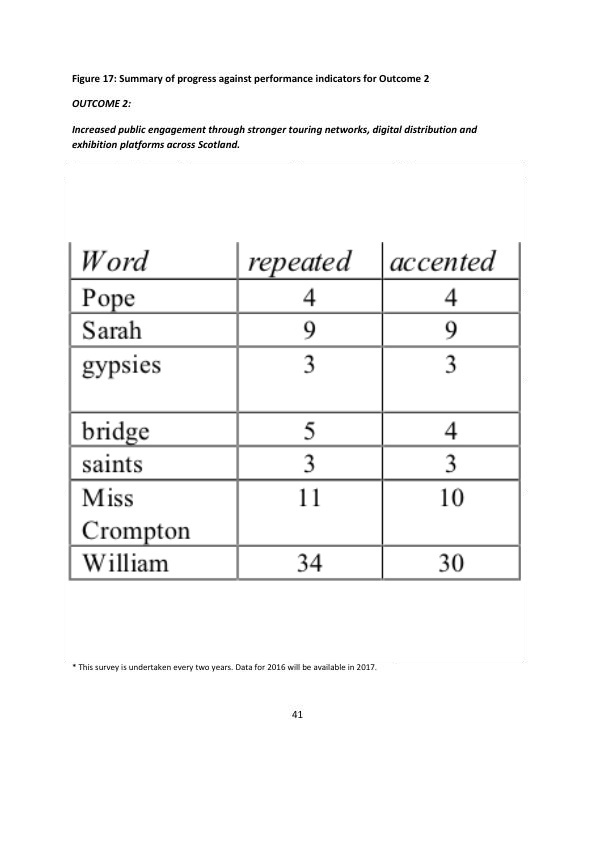 Figure 17: Summary of progress against performance indicators for Outcome 2
OUTCOME 2:
Increased public engagement through stronger touring networks, digital distribution and
exhibition platforms across Scotland.
Word repeated accented
Pope 4 4
Sarah 9 9
gypsies 3 3
bridge 5 4
saints 3 3
Miss 11 10
Crompton
William 34 30
* This survey is undertaken every two years. Data for 2016 will be available in 2017.
41